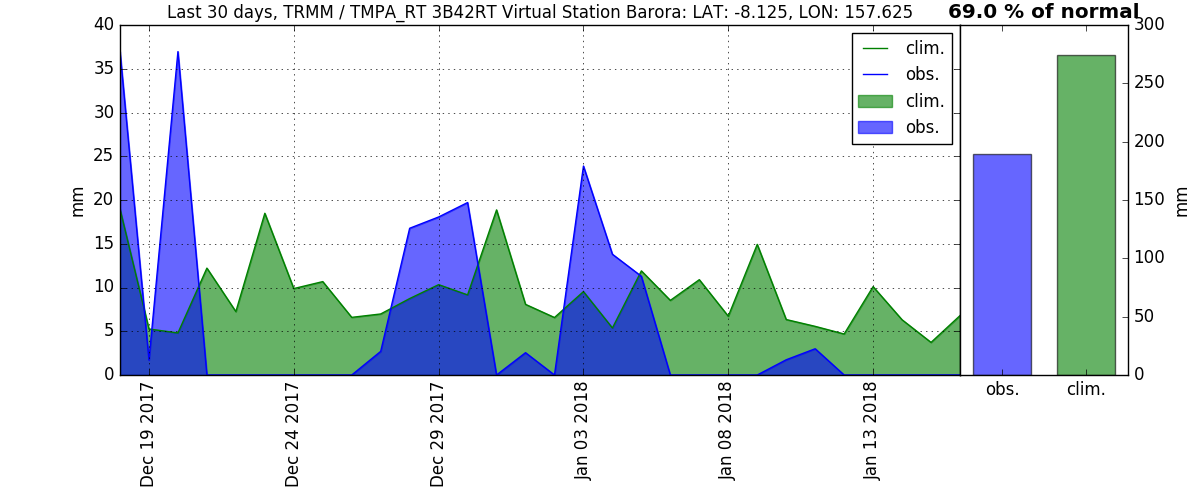 Last 30 days, TRMM / TMPA_RT 3B42RT Virtual Station Barora: LAT: -8.125, LON: 157.625
69.0 % of normal
40
35
30
25
20
15
10
5
0
mm
clim.
obs.
clim.
obs.
300
250
200
150
100
50
0
mm
obs.
clim.
Dec 19 2017
Dec 24 2017
Dec 29 2017
Jan 03 2018
Jan 08 2018
Jan 13 2018